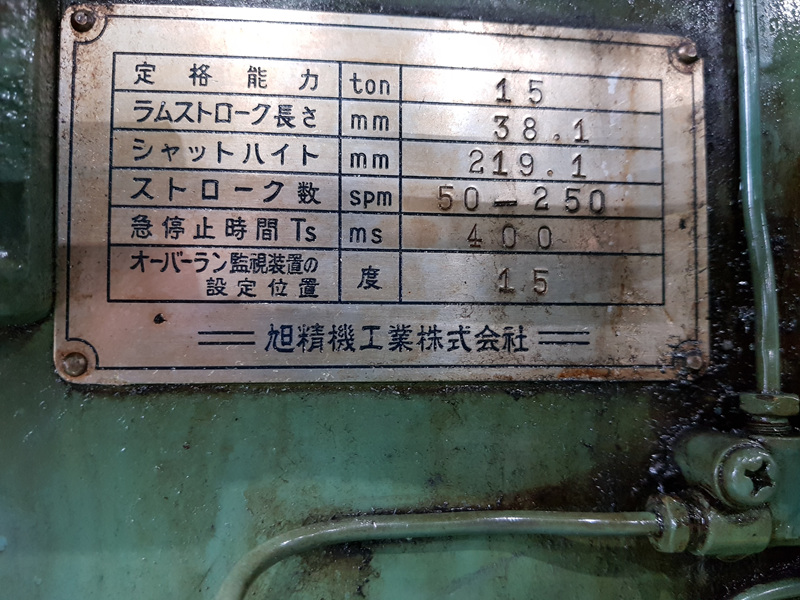 定格能力 ton 15
ラムストローク長さ mm 38.1
シャットハイト mm 219.1
ストローク数 spm 50-250
急停止時間Ts ms 400
オーバーラン監視装置の
設定位置 度 15
旭精機工業株式会社